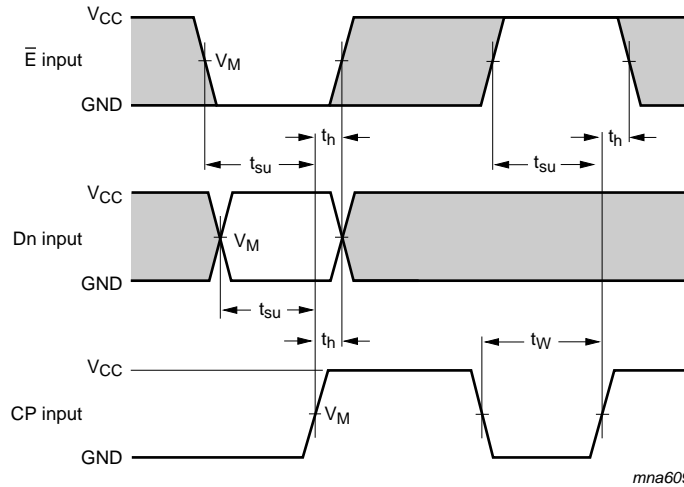 VCC
E̅ input
VM
GND
th
th
tsu
tsu
VCC
Dn input
VM
GND
tsu
th
tW
VCC
CP input
VM
GND
mna609